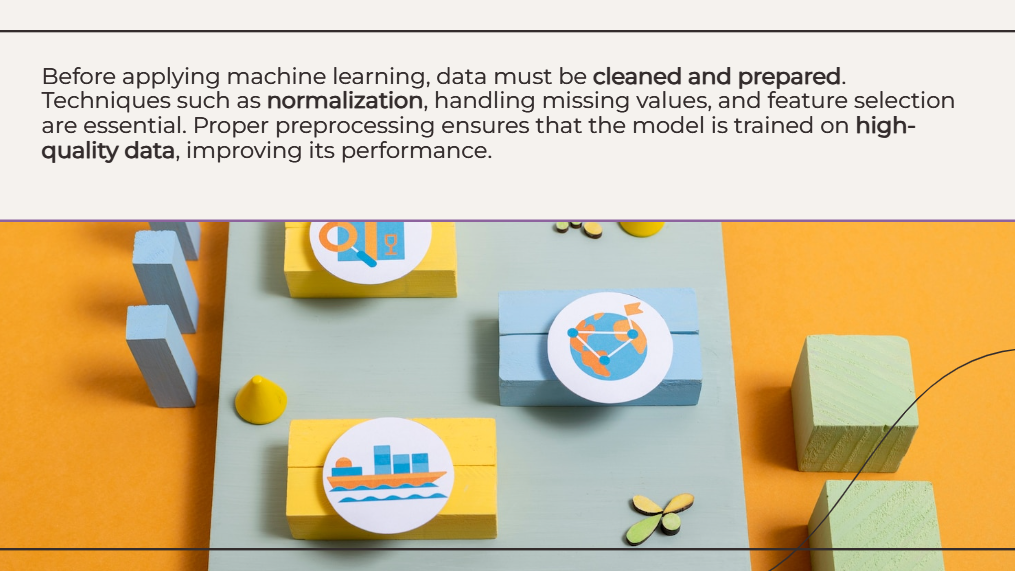 Before applying machine learning, data must be cleaned and prepared.
Techniques such as normalization, handling missing values, and feature selection
are essential. Proper preprocessing ensures that the model is trained on high-
quality data, improving its performance.